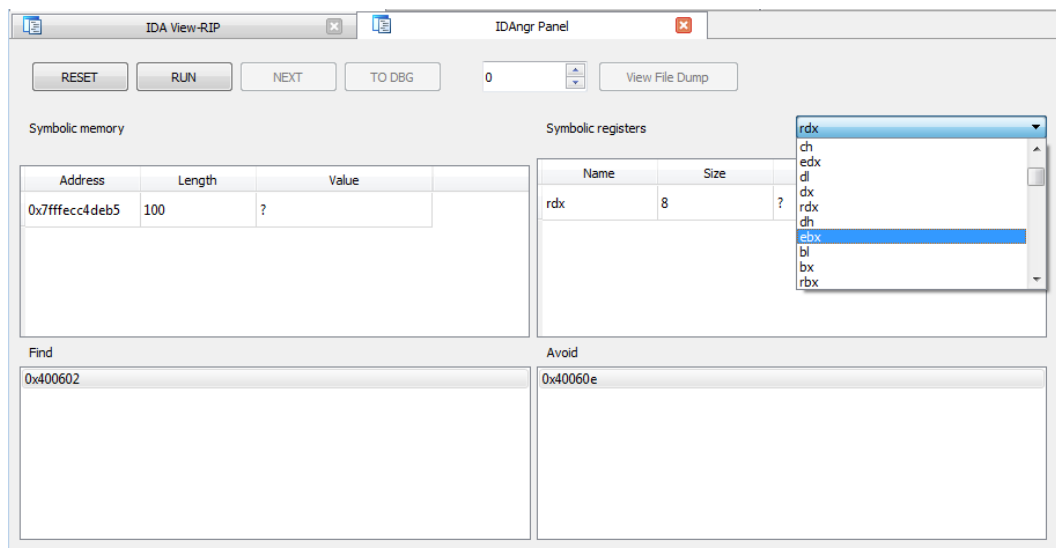 IDA View-RIP
IDAngr Panel
RESET
RUN
NEXT
TO DBG
0
View File Dump
Symbolic memory
Symbolic registers
rdx
Address Length Value
0x7fffecc4deb5 100 ?
Name Size
rdx 8 ?
ch
edx
dl
dx
rdx
dh
ebx
bl
bx
rbx
Find
0x400602
Avoid
0x40060e